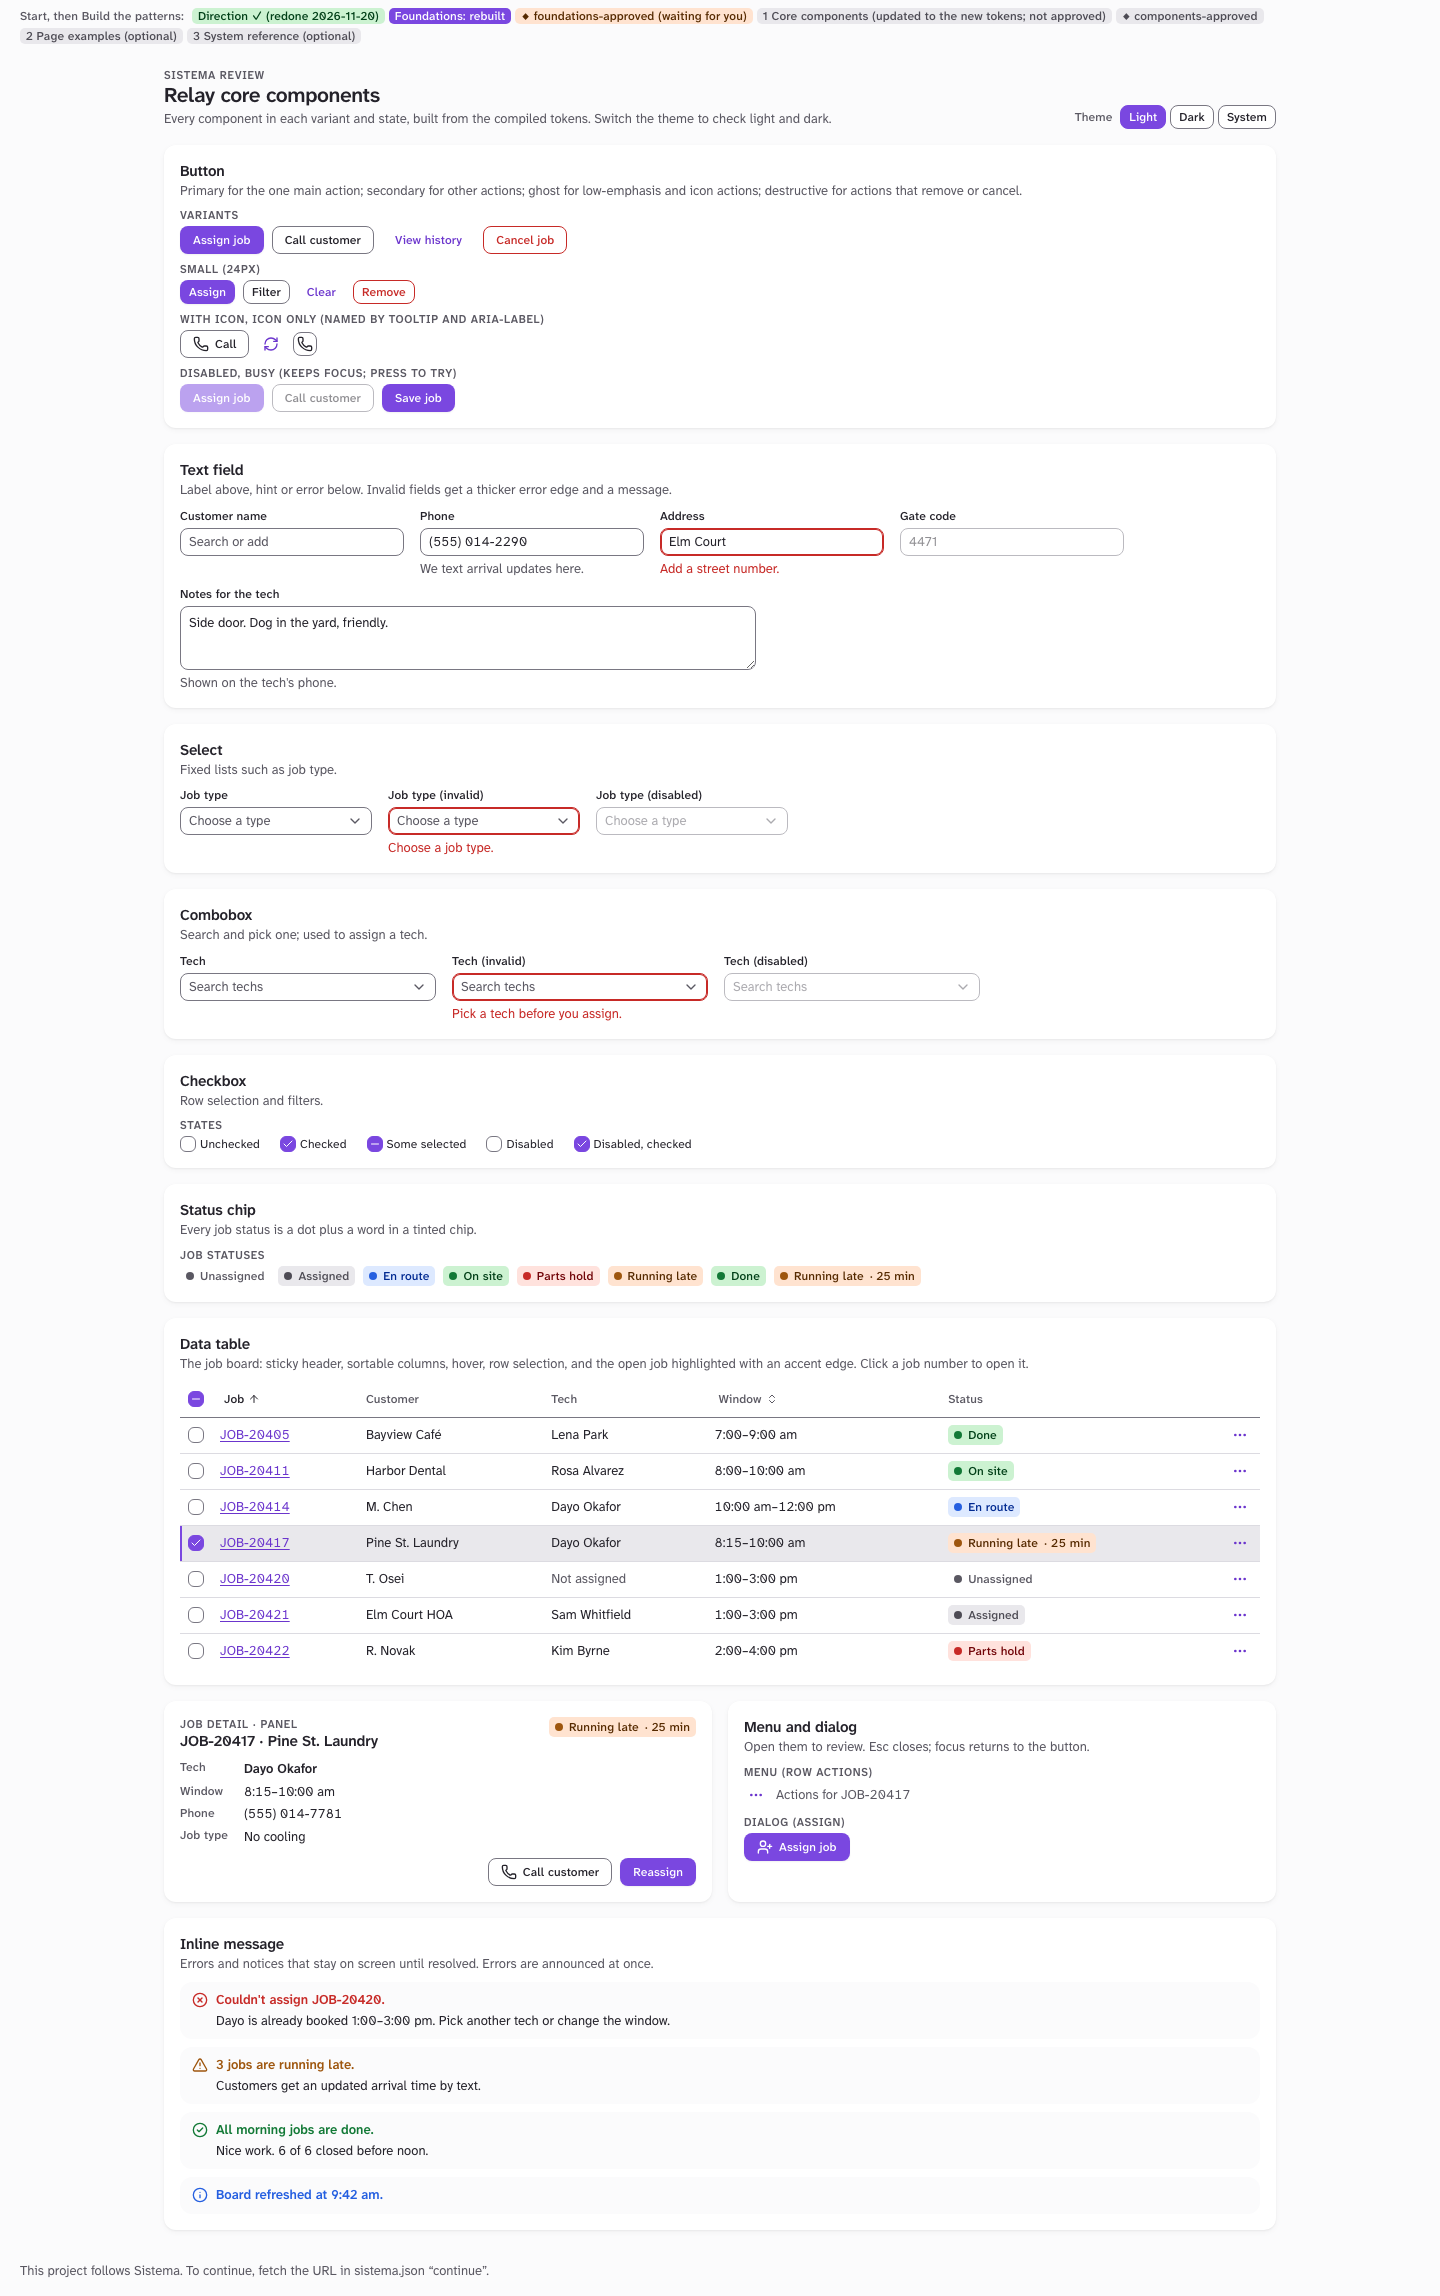 Start, then Build the patterns: Direction ✓ (redone 2026-11-20) Foundations: rebuilt ◆ foundations-approved (waiting for you) 1 Core components (updated to the new tokens; not approved) ◆ components-approved
2 Page examples (optional) 3 System reference (optional)
SISTEMA REVIEW
Relay core components
Every component in each variant and state, built from the compiled tokens. Switch the theme to check light and dark.
Theme Light Dark System
Button
Primary for the one main action; secondary for other actions; ghost for low-emphasis and icon actions; destructive for actions that remove or cancel.
VARIANTS
Assign job Call customer View history Cancel job
SMALL (24PX)
Assign Filter Clear Remove
WITH ICON, ICON ONLY (NAMED BY TOOLTIP AND ARIA-LABEL)
Call
DISABLED, BUSY (KEEPS FOCUS; PRESS TO TRY)
Assign job Call customer Save job
Text field
Label above, hint or error below. Invalid fields get a thicker error edge and a message.
Customer name Phone Address Gate code
Search or add (555) 014-2290 Elm Court 4471
We text arrival updates here. Add a street number.
Notes for the tech
Side door. Dog in the yard, friendly.
Shown on the tech's phone.
Select
Fixed lists such as job type.
Job type Job type (invalid) Job type (disabled)
Choose a type Choose a type Choose a type
Choose a job type.
Combobox
Search and pick one; used to assign a tech.
Tech Tech (invalid) Tech (disabled)
Search techs Search techs Search techs
Pick a tech before you assign.
Checkbox
Row selection and filters.
STATES
Unchecked Checked Some selected Disabled Disabled, checked
Status chip
Every job status is a dot plus a word in a tinted chip.
JOB STATUSES
Unassigned Assigned En route On site Parts hold Running late Done Running late · 25 min
Data table
The job board: sticky header, sortable columns, hover, row selection, and the open job highlighted with an accent edge. Click a job number to open it.
Job Customer Tech Window Status
JOB-20405 Bayview Café Lena Park 7:00–9:00 am Done
JOB-20411 Harbor Dental Rosa Alvarez 8:00–10:00 am On site
JOB-20414 M. Chen Dayo Okafor 10:00 am–12:00 pm En route
JOB-20417 Pine St. Laundry Dayo Okafor 8:15–10:00 am Running late · 25 min
JOB-20420 T. Osei Not assigned 1:00–3:00 pm Unassigned
JOB-20421 Elm Court HOA Sam Whitfield 1:00–3:00 pm Assigned
JOB-20422 R. Novak Kim Byrne 2:00–4:00 pm Parts hold
JOB DETAIL · PANEL
Running late · 25 min
JOB-20417 · Pine St. Laundry
Tech Dayo Okafor
Window 8:15–10:00 am
Phone (555) 014-7781
Job type No cooling
Call customer Reassign
Menu and dialog
Open them to review. Esc closes; focus returns to the button.
MENU (ROW ACTIONS)
Actions for JOB-20417
DIALOG (ASSIGN)
Assign job
Inline message
Errors and notices that stay on screen until resolved. Errors are announced at once.
Couldn't assign JOB-20420.
Dayo is already booked 1:00–3:00 pm. Pick another tech or change the window.
3 jobs are running late.
Customers get an updated arrival time by text.
All morning jobs are done.
Nice work. 6 of 6 closed before noon.
Board refreshed at 9:42 am.
This project follows Sistema. To continue, fetch the URL in sistema.json “continue”.